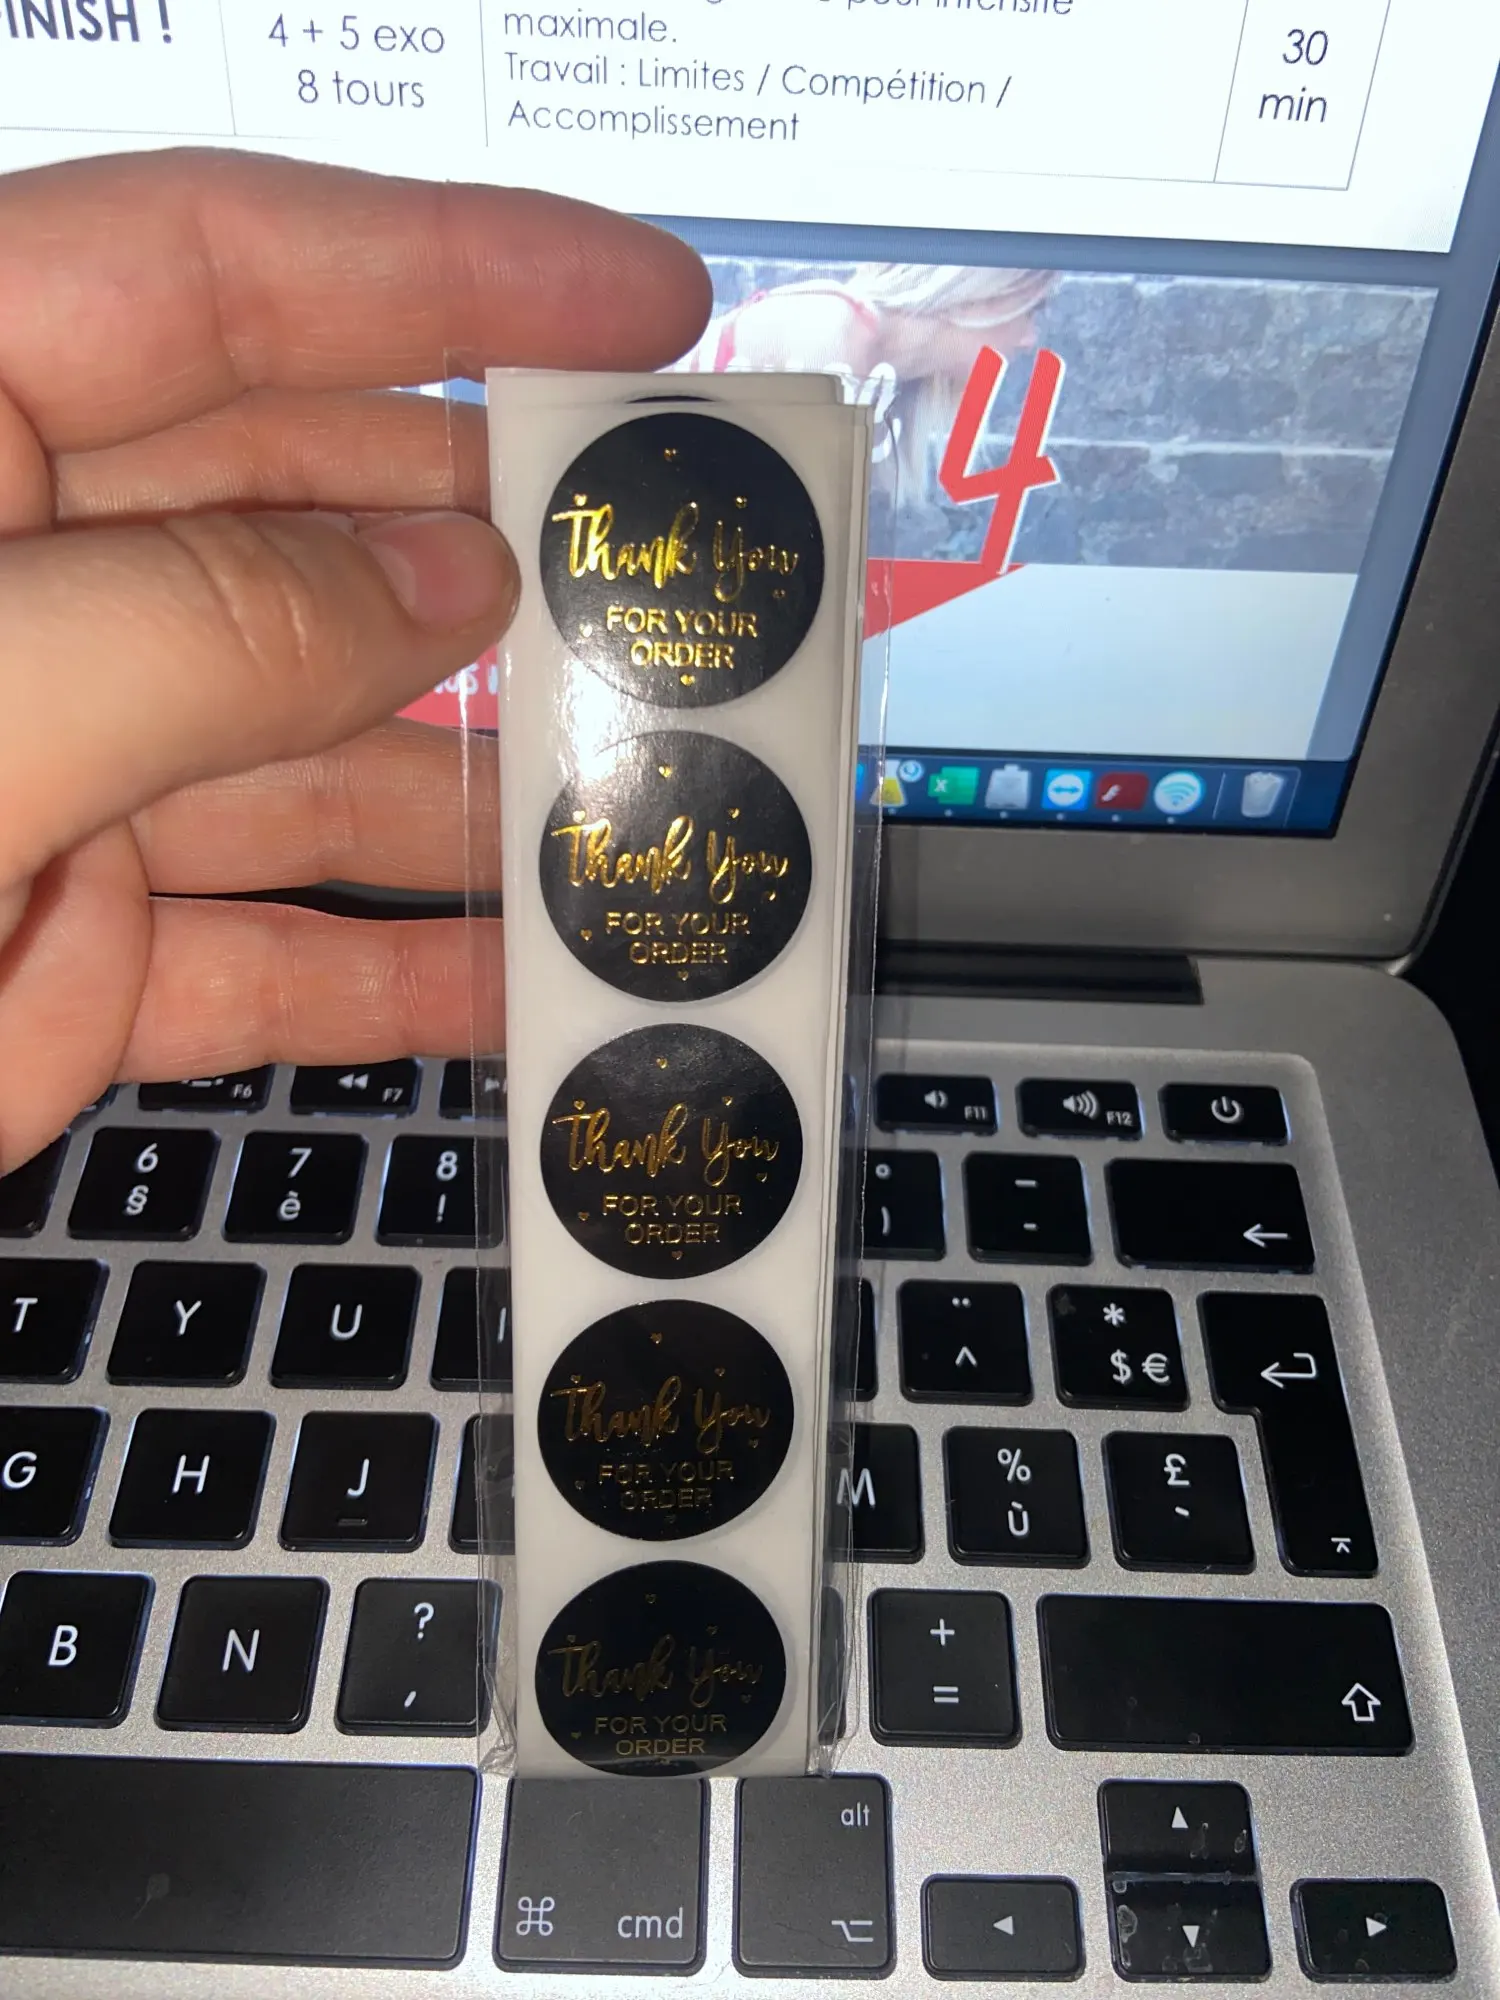 FINISH !
4 + 5 exo
8 tours
maximale.
Travail : Limites / Compétition /
Accomplissement
30
min
4
Thank You
FOR YOUR
ORDER
Thank You
FOR YOUR
ORDER
Thank You
FOR YOUR
ORDER
Thank You
FOR YOUR
ORDER
Thank You
FOR YOUR
ORDER
F6
F7
F11
F12
6
§
7
è
8
!
°
)
-
-
T
Y
U
¨
^
*
$ €
G
H
J
M
%
ù
£
`
B
N
?
,
+
=
⌘
cmd
alt